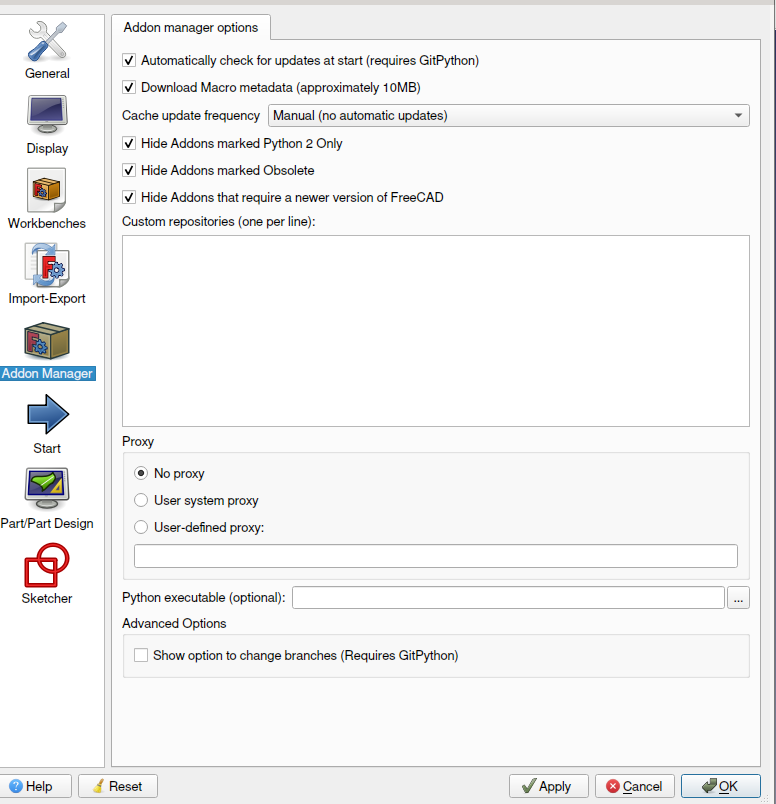 General
Display
Workbenches
Import-Export
Addon Manager
Start
Part/Part Design
Sketcher
Addon manager options
Automatically check for updates at start (requires GitPython)
Download Macro metadata (approximately 10MB)
Cache update frequency Manual (no automatic updates)
Hide Addons marked Python 2 Only
Hide Addons marked Obsolete
Hide Addons that require a newer version of FreeCAD
Custom repositories (one per line):
Proxy
No proxy
User system proxy
User-defined proxy:
Python executable (optional): ...
Advanced Options
Show option to change branches (Requires GitPython)
Help Reset Apply Cancel OK